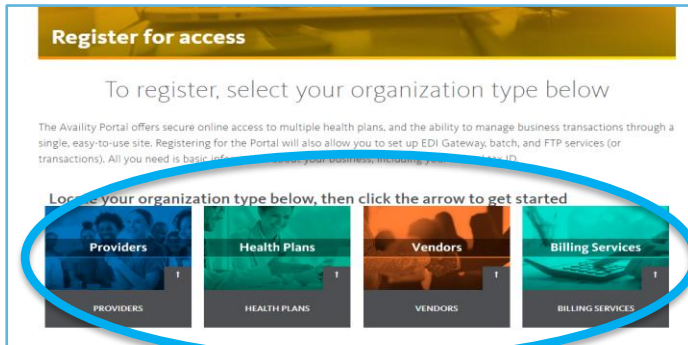 Register for access
To register, select your organization type below
The Availity Portal offers secure online access to multiple health plans, and the ability to manage business transactions through a
single, easy-to-use site. Registering for the Portal will also allow you to set up EDI Gateway, batch, and FTP services (or
transactions). All you need is basic about your business, including your tax ID.
Locate your organization type below, then click the arrow to get started
Providers Health Plans Vendors Billing Services
PROVIDERS HEALTH PLANS VENDORS BILLING SERVICES